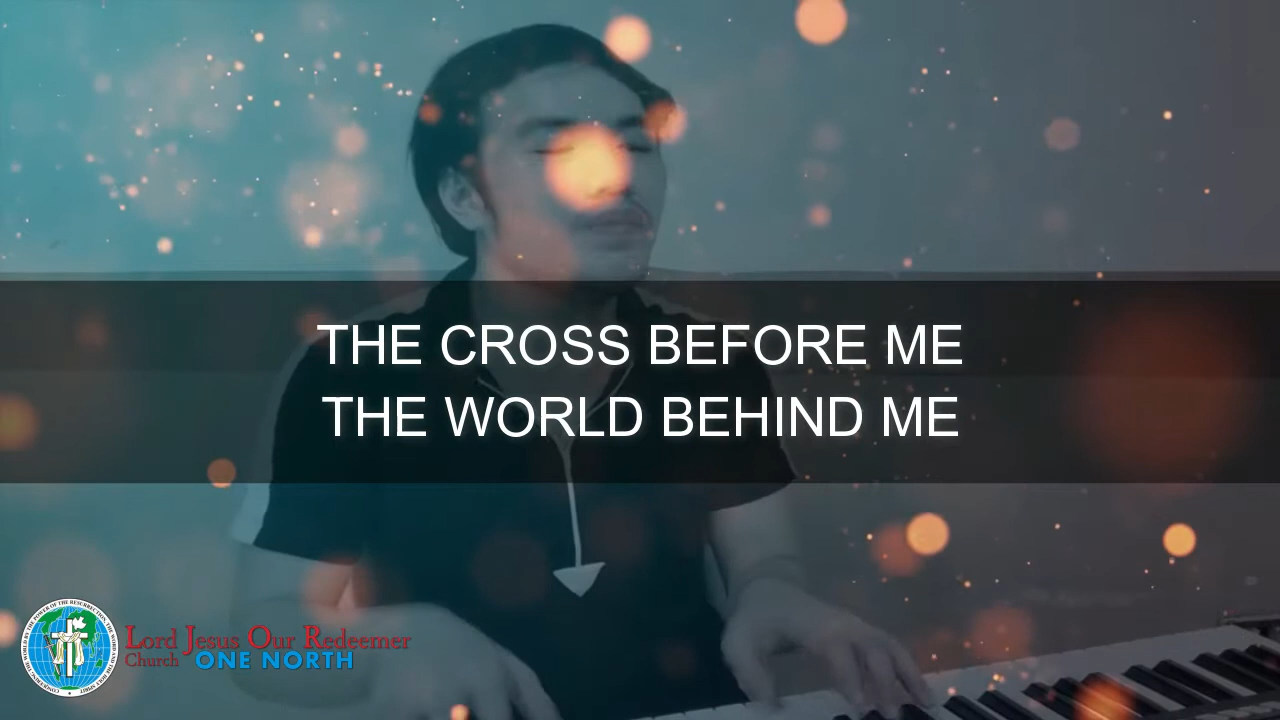 THE CROSS BEFORE ME
THE WORLD BEHIND ME
Lord Jesus Our Redeemer
Church ONE NORTH